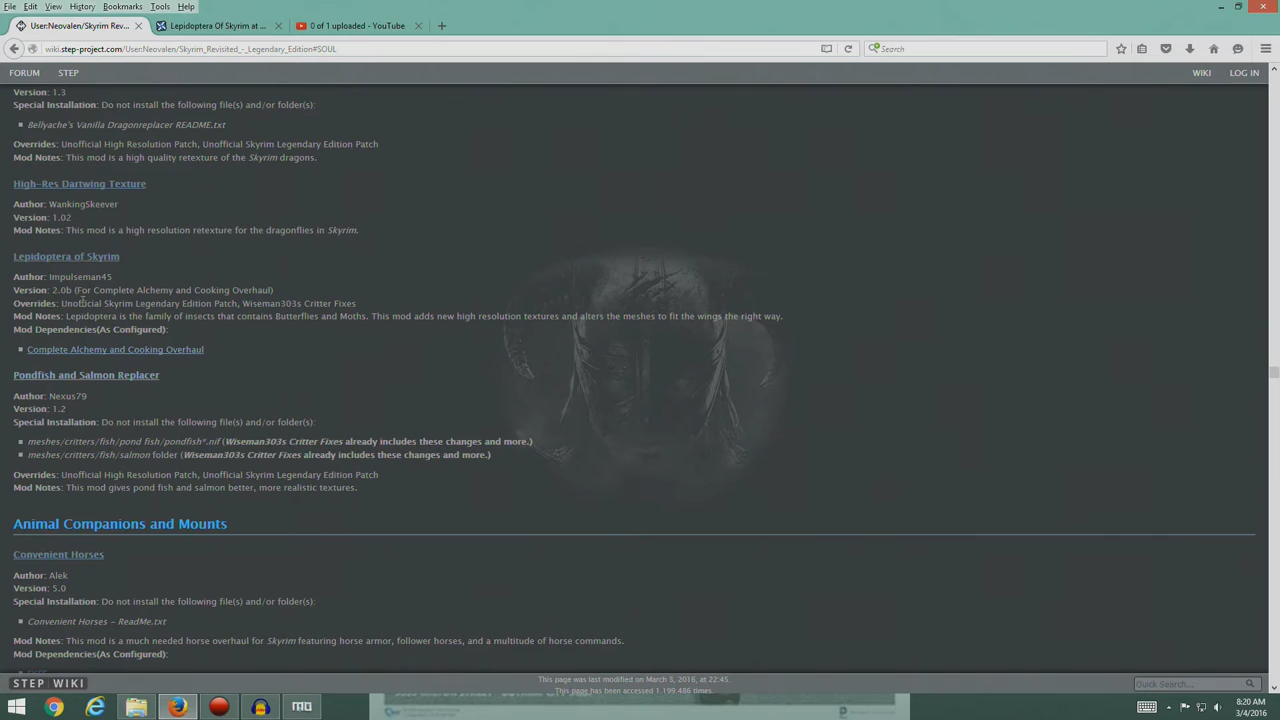 File Edit View History Bookmarks Tools Help
User:Neovalen/Skyrim Rev...
Lepidoptera Of Skyrim at ...
0 of 1 uploaded - YouTube
wiki.step-project.com/User:Neovalen/Skyrim_Revisited_-_Legendary_Edition#SOUL
Search
FORUM STEP WIKI LOG IN
Version: 1.3
Special Installation: Do not install the following file(s) and/or folder(s):
Bellyache's Vanilla Dragonreplacer README.txt
Overrides: Unofficial High Resolution Patch, Unofficial Skyrim Legendary Edition Patch
Mod Notes: This mod is a high quality retexture of the Skyrim dragons.
High-Res Dartwing Texture
Author: WankingSkeever
Version: 1.02
Mod Notes: This mod is a high resolution retexture for the dragonflies in Skyrim.
Lepidoptera of Skyrim
Author: Impulseman45
Version: 2.0b (For Complete Alchemy and Cooking Overhaul)
Overrides: Unofficial Skyrim Legendary Edition Patch, Wiseman303s Critter Fixes
Mod Notes: Lepidoptera is the family of insects that contains Butterflies and Moths. This mod adds new high resolution textures and alters the meshes to fit the wings the right way.
Mod Dependencies(As Configured):
Complete Alchemy and Cooking Overhaul
Pondfish and Salmon Replacer
Author: Nexus79
Version: 1.2
Special Installation: Do not install the following file(s) and/or folder(s):
meshes/critters/fish/pond fish/pondfish*.nif (Wiseman303s Critter Fixes already includes these changes and more.)
meshes/critters/fish/salmon folder (Wiseman303s Critter Fixes already includes these changes and more.)
Overrides: Unofficial High Resolution Patch, Unofficial Skyrim Legendary Edition Patch
Mod Notes: This mod gives pond fish and salmon better, more realistic textures.
Animal Companions and Mounts
Convenient Horses
Author: Alek
Version: 5.0
Special Installation: Do not install the following file(s) and/or folder(s):
Convenient Horses - ReadMe.txt
Mod Notes: This mod is a much needed horse overhaul for Skyrim featuring horse armor, follower horses, and a multitude of horse commands.
Mod Dependencies(As Configured):
STEP WIKI
This page was last modified on March 3, 2016, at 22:45.
This page has been accessed 1,199,486 times.
Quick Search...
MO
8:20 AM
3/4/2016